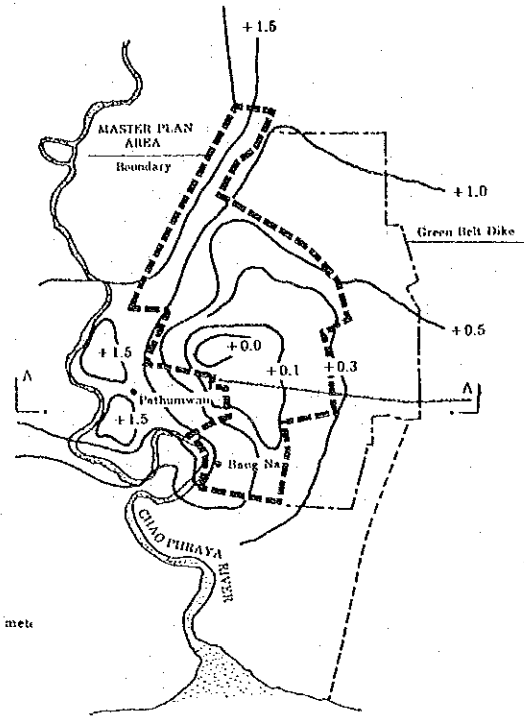 +1.5
MASTER PLAN
AREA
Boundary
+1.0
Green Belt Dike
+0.5
+1.5
+0.0
+0.1
+0.3
A
A
Pathumwan
+1.5
Bang Na
CHAO PHRAYA RIVER
mete